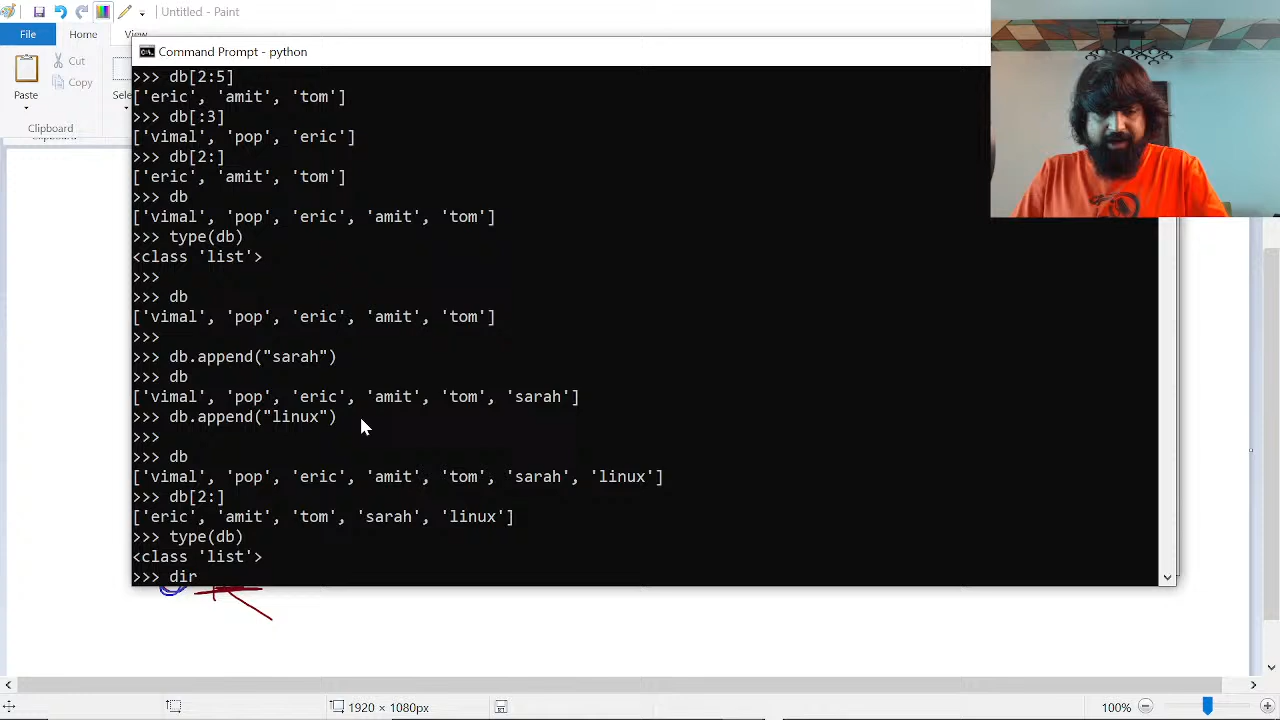 Untitled - Paint
File
Home
View
Cut
Copy
Paste
Clipboard
Command Prompt - python
>>> db[2:5]
['eric', 'amit', 'tom']
>>> db[:3]
['vimal', 'pop', 'eric']
>>> db[2:]
['eric', 'amit', 'tom']
>>> db
['vimal', 'pop', 'eric', 'amit', 'tom']
>>> type(db)
<class 'list'>
>>>
>>> db
['vimal', 'pop', 'eric', 'amit', 'tom']
>>>
>>> db.append("sarah")
>>> db
['vimal', 'pop', 'eric', 'amit', 'tom', 'sarah']
>>> db.append("linux")
>>>
>>> db
['vimal', 'pop', 'eric', 'amit', 'tom', 'sarah', 'linux']
>>> db[2:]
['eric', 'amit', 'tom', 'sarah', 'linux']
>>> type(db)
<class 'list'>
>>> dir
1920 × 1080px
100%